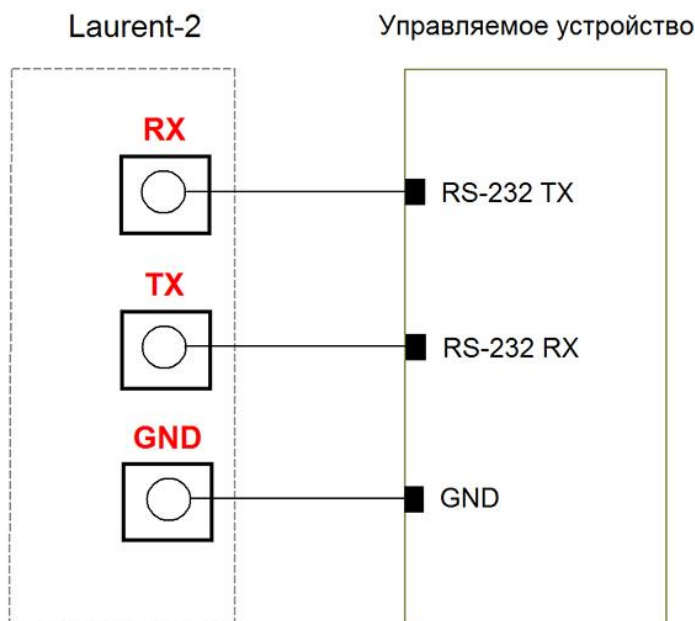 Laurent-2
Управляемое устройство
RX
RS-232 TX
TX
RS-232 RX
GND
GND